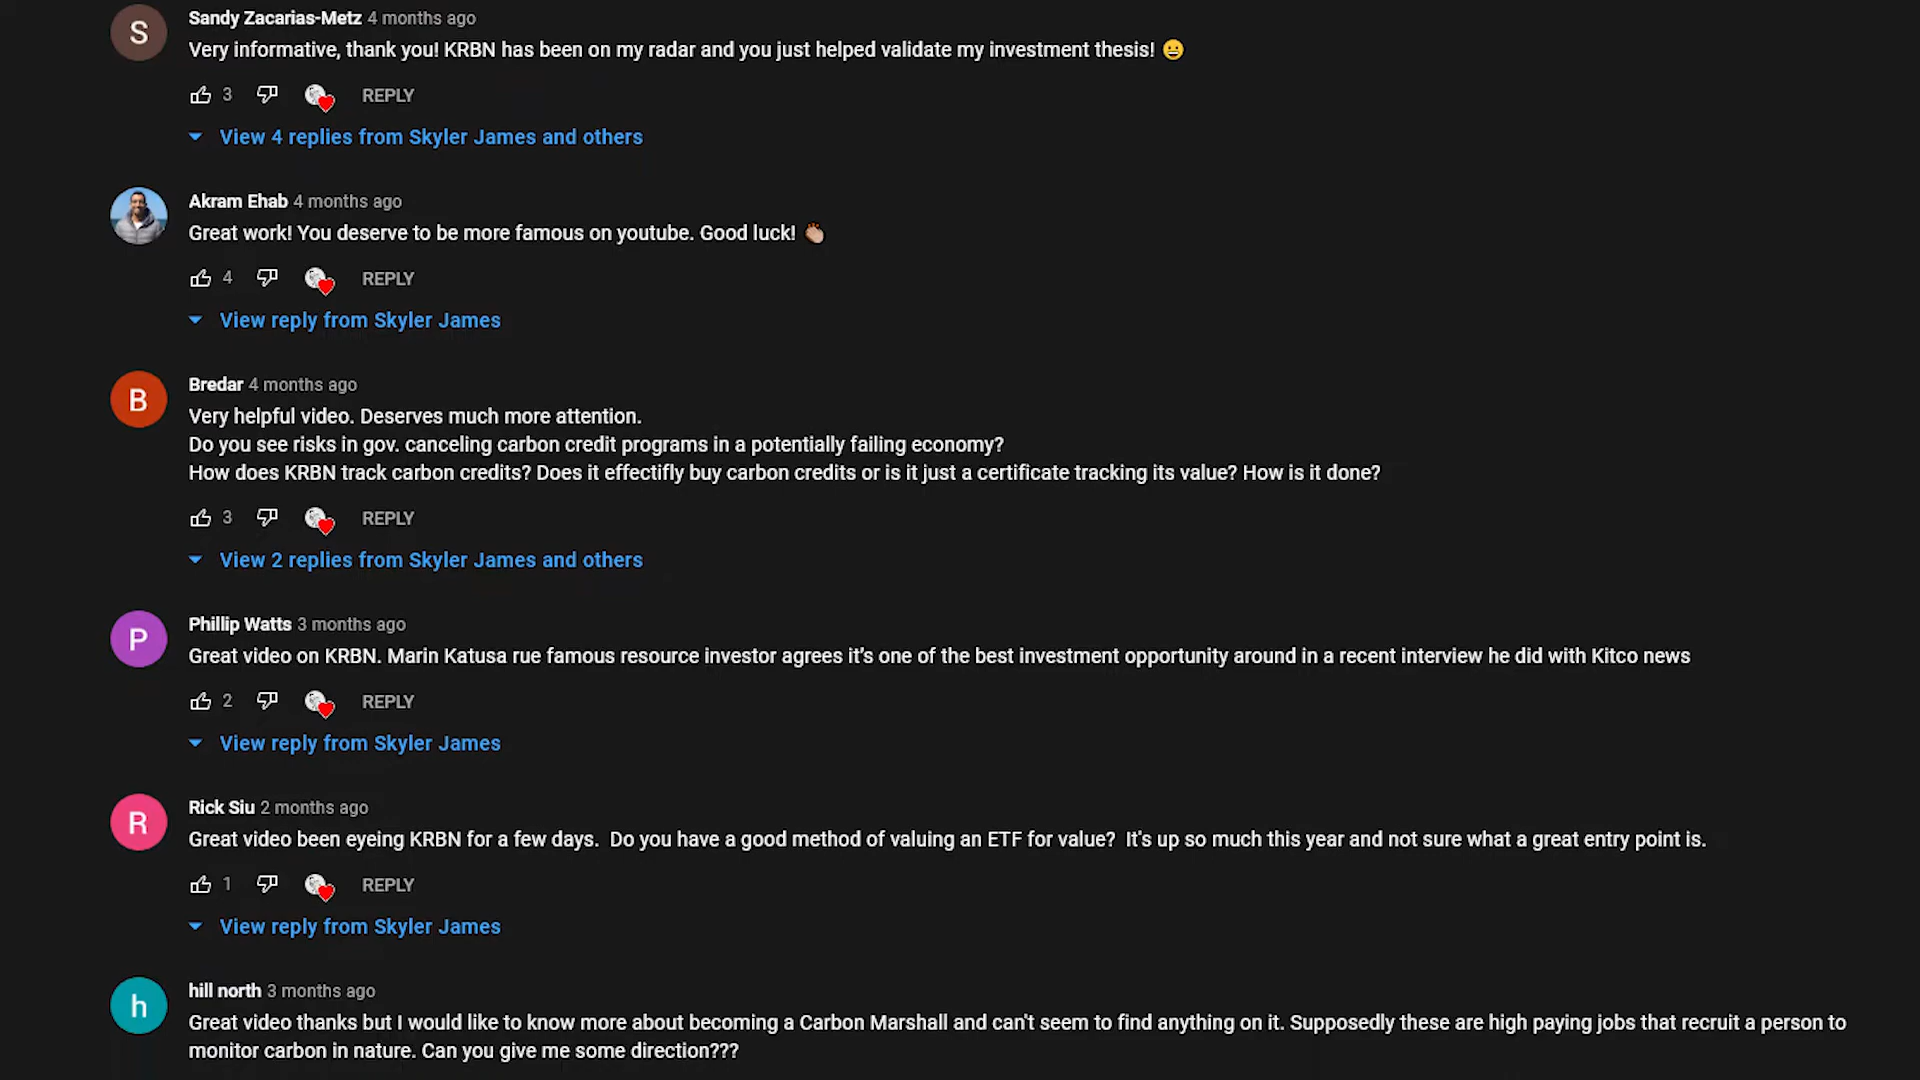 S
Sandy Zacarias-Metz 4 months ago
Very informative, thank you! KRBN has been on my radar and you just helped validate my investment thesis! 😀
3 REPLY
View 4 replies from Skyler James and others
Akram Ehab 4 months ago
Great work! You deserve to be more famous on youtube. Good luck! 👏🏼
4 REPLY
View reply from Skyler James
B
Bredar 4 months ago
Very helpful video. Deserves much more attention.
Do you see risks in gov. canceling carbon credit programs in a potentially failing economy?
How does KRBN track carbon credits? Does it effectifly buy carbon credits or is it just a certificate tracking its value? How is it done?
3 REPLY
View 2 replies from Skyler James and others
P
Phillip Watts 3 months ago
Great video on KRBN. Marin Katusa rue famous resource investor agrees it’s one of the best investment opportunity around in a recent interview he did with Kitco news
2 REPLY
View reply from Skyler James
R
Rick Siu 2 months ago
Great video been eyeing KRBN for a few days.  Do you have a good method of valuing an ETF for value?  It's up so much this year and not sure what a great entry point is.
1 REPLY
View reply from Skyler James
h
hill north 3 months ago
Great video thanks but I would like to know more about becoming a Carbon Marshall and can't seem to find anything on it. Supposedly these are high paying jobs that recruit a person to
monitor carbon in nature. Can you give me some direction???